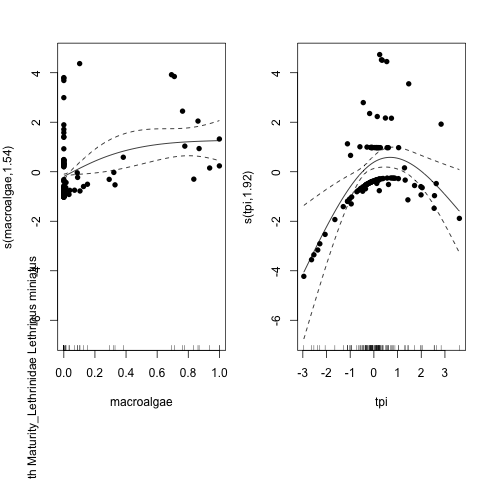 th Maturity_Lethrinidae Lethrinus miniatus
s(macroalgae,1.54)
4
2
0
-2
-4
-6
0.0 0.2 0.4 0.6 0.8 1.0
macroalgae
s(tpi,1.92)
4
2
0
-2
-4
-6
-3 -2 -1 0 1 2 3
tpi